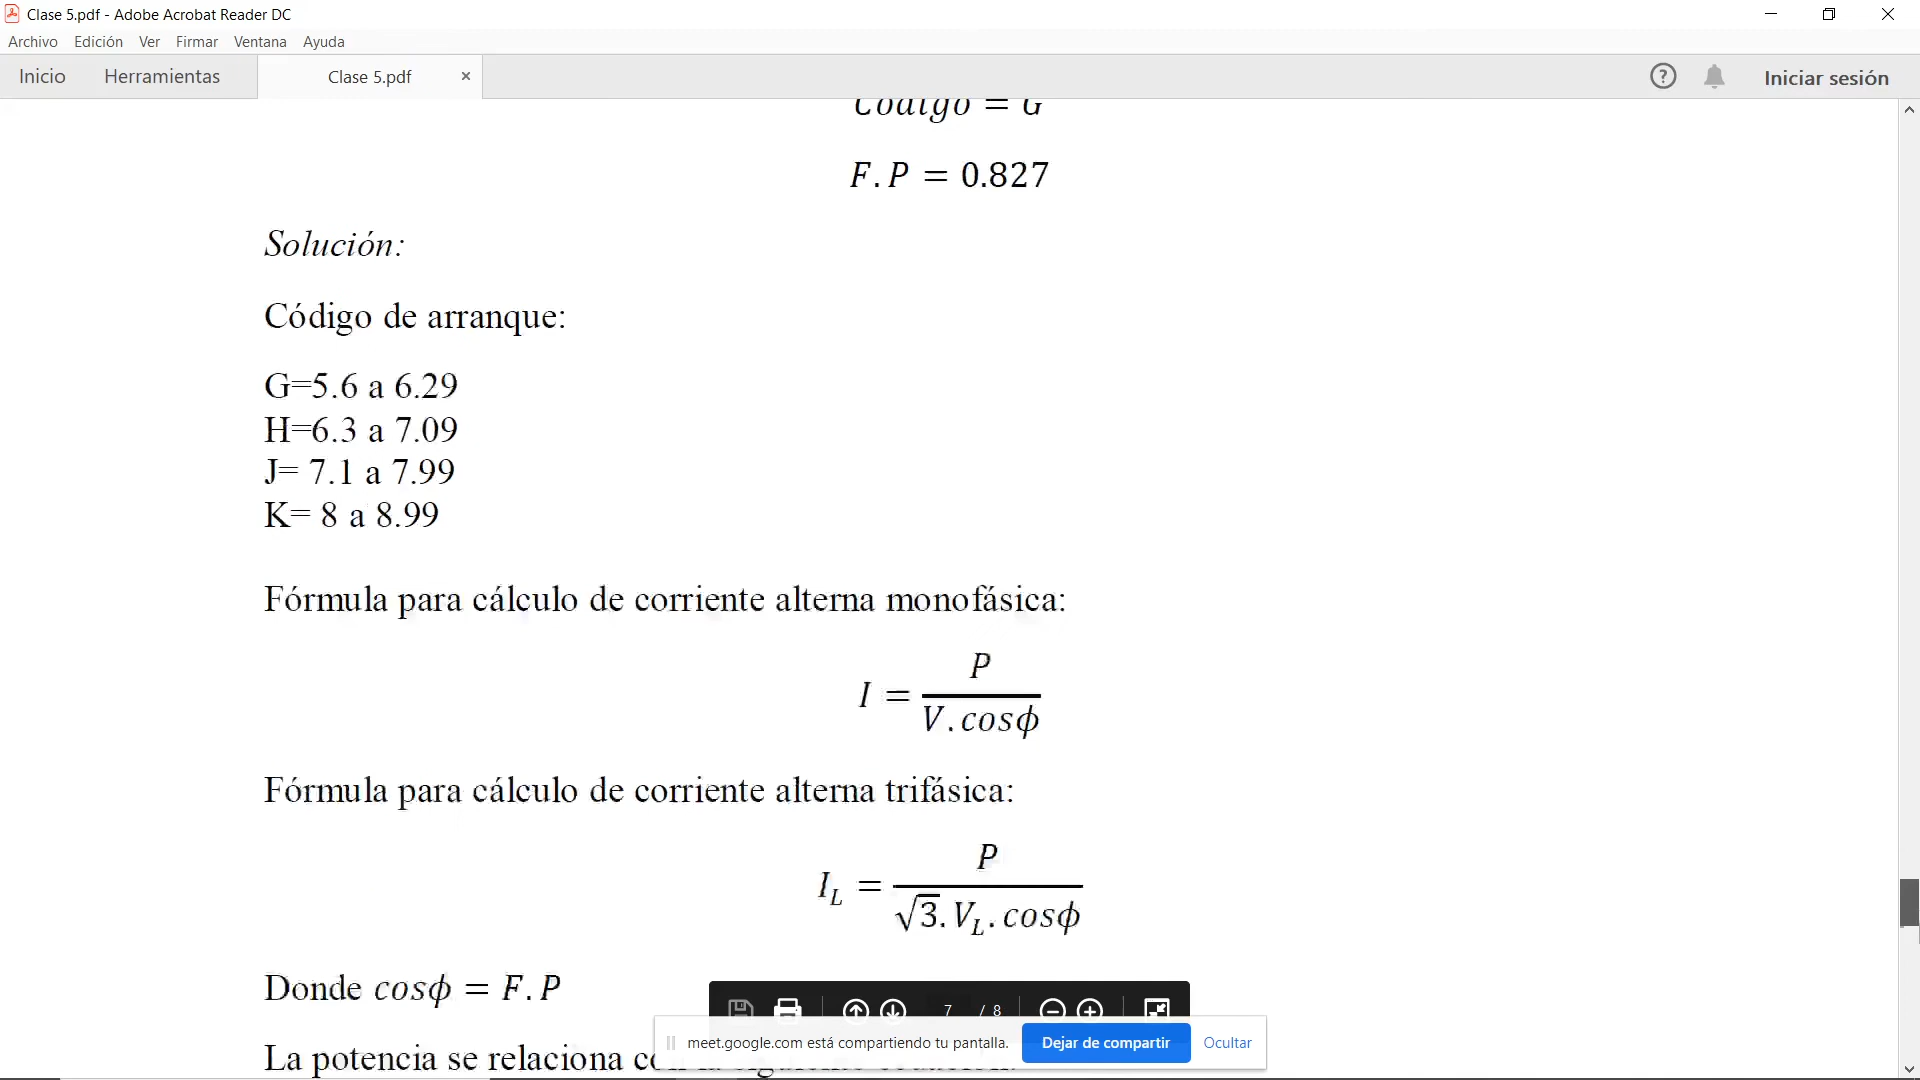 Clase 5.pdf - Adobe Acrobat Reader DC
Archivo Edición Ver Firmar Ventana Ayuda
Inicio Herramientas Clase 5.pdf × ? Iniciar sesión
Código = G
F.P = 0.827
Solución:
Código de arranque:
G=5.6 a 6.29
H=6.3 a 7.09
J= 7.1 a 7.99
K= 8 a 8.99
Fórmula para cálculo de corriente alterna monofásica:
I = P / V.cosϕ
Fórmula para cálculo de corriente alterna trifásica:
I_L = P / √3.V_L.cosϕ
Donde cosϕ = F.P
7 / 8
meet.google.com está compartiendo tu pantalla. Dejar de compartir Ocultar
La potencia se relaciona